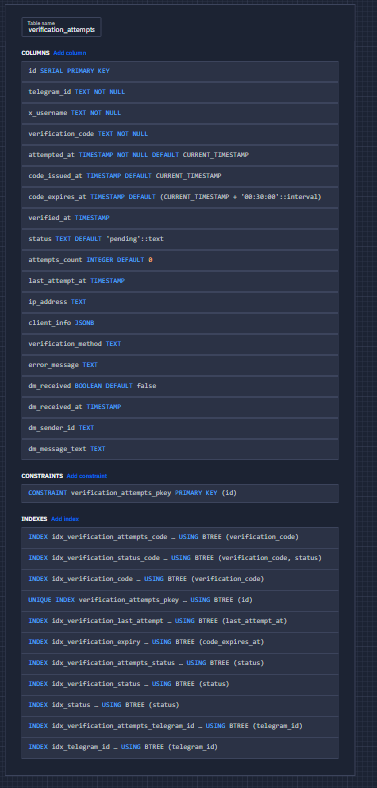 Table name
verification_attempts
COLUMNS Add column
id SERIAL PRIMARY KEY
telegram_id TEXT NOT NULL
x_username TEXT NOT NULL
verification_code TEXT NOT NULL
attempted_at TIMESTAMP NOT NULL DEFAULT CURRENT_TIMESTAMP
code_issued_at TIMESTAMP DEFAULT CURRENT_TIMESTAMP
code_expires_at TIMESTAMP DEFAULT (CURRENT_TIMESTAMP + '00:30:00'::interval)
verified_at TIMESTAMP
status TEXT DEFAULT 'pending'::text
attempts_count INTEGER DEFAULT 0
last_attempt_at TIMESTAMP
ip_address TEXT
client_info JSONB
verification_method TEXT
error_message TEXT
dm_received BOOLEAN DEFAULT false
dm_received_at TIMESTAMP
dm_sender_id TEXT
dm_message_text TEXT
CONSTRAINTS Add constraint
CONSTRAINT verification_attempts_pkey PRIMARY KEY (id)
INDEXES Add index
INDEX idx_verification_attempts_code … USING BTREE (verification_code)
INDEX idx_verification_status_code … USING BTREE (verification_code, status)
INDEX idx_verification_code … USING BTREE (verification_code)
UNIQUE INDEX verification_attempts_pkey … USING BTREE (id)
INDEX idx_verification_last_attempt … USING BTREE (last_attempt_at)
INDEX idx_verification_expiry … USING BTREE (code_expires_at)
INDEX idx_verification_attempts_status … USING BTREE (status)
INDEX idx_verification_status … USING BTREE (status)
INDEX idx_status … USING BTREE (status)
INDEX idx_verification_attempts_telegram_id … USING BTREE (telegram_id)
INDEX idx_telegram_id … USING BTREE (telegram_id)